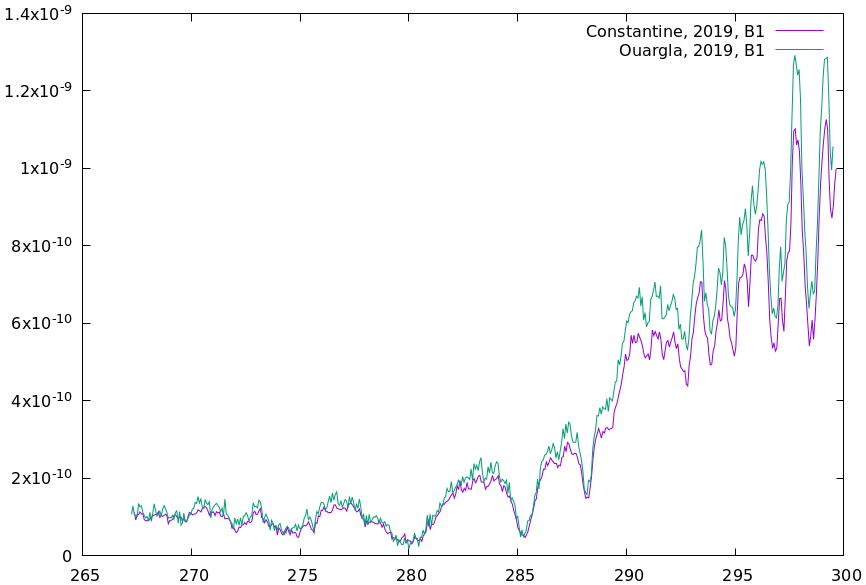 1.4x10-9
1.2x10-9
1x10-9
8x10-10
6x10-10
4x10-10
2x10-10
0
265 270 275 280 285 290 295 300
Constantine, 2019, B1
Ouargla, 2019, B1